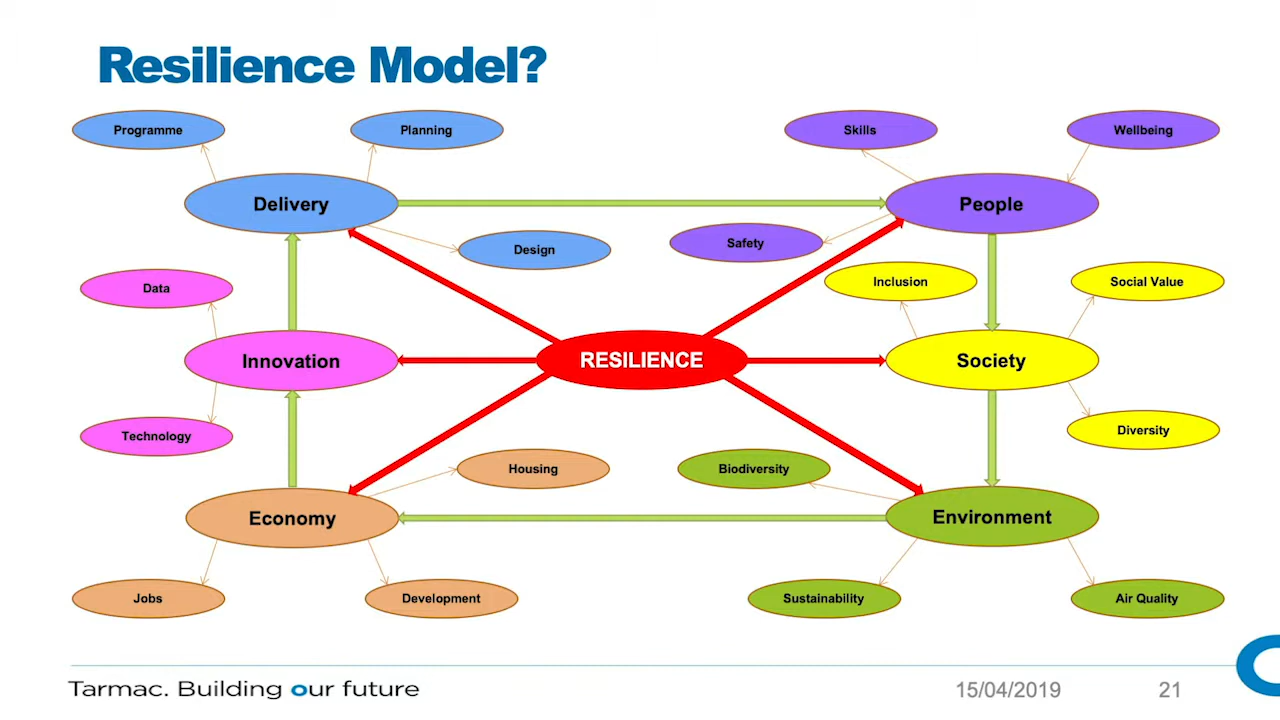 Resilience Model?
Programme
Planning
Skills
Wellbeing
Delivery
People
Design
Safety
Data
Inclusion
Social Value
Innovation
RESILIENCE
Society
Technology
Diversity
Housing
Biodiversity
Economy
Environment
Jobs
Development
Sustainability
Air Quality
Tarmac. Building our future
15/04/2019
21